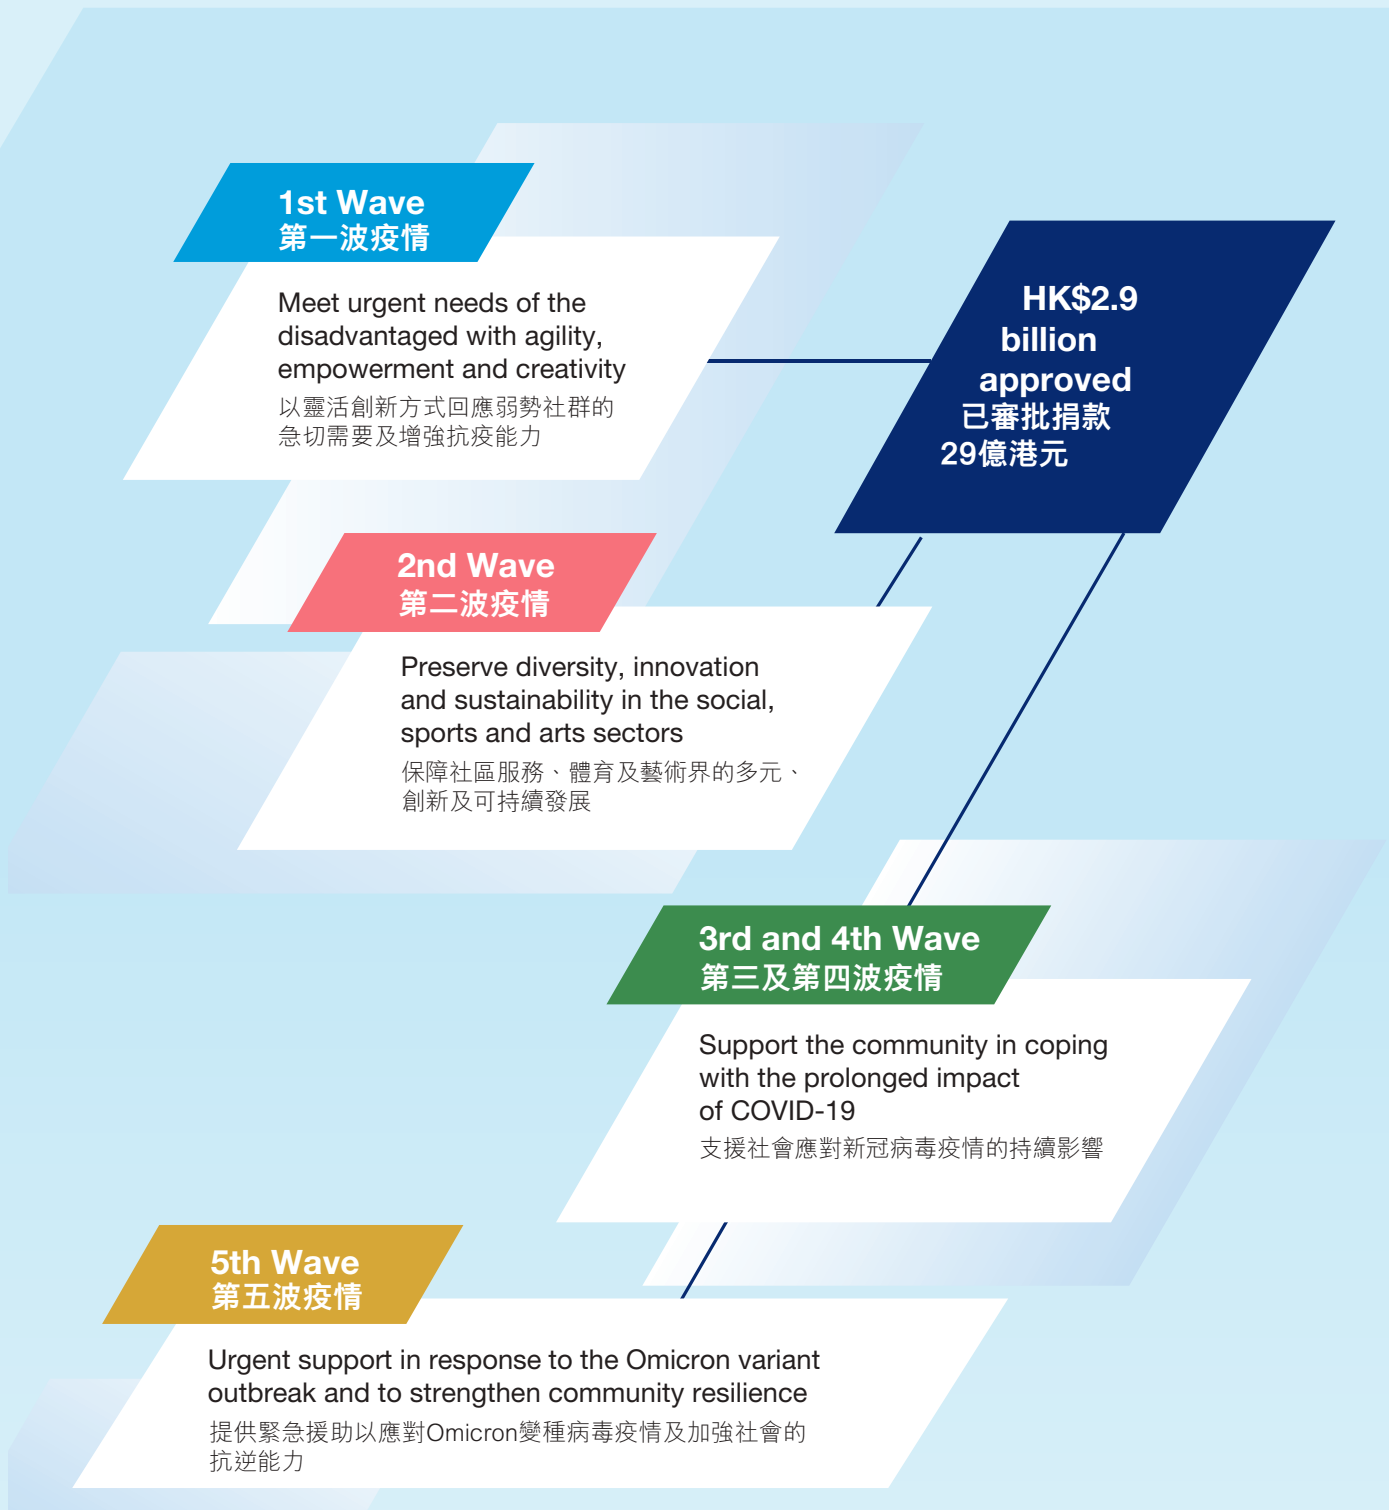 1st Wave
第一波疫情
Meet urgent needs of the
disadvantaged with agility,
empowerment and creativity
以靈活創新方式回應弱勢社群的
急切需要及增強抗疫能力
HK$2.9
billion
approved
已審批捐款
29億港元
2nd Wave
第二波疫情
Preserve diversity, innovation
and sustainability in the social,
sports and arts sectors
保障社區服務、體育及藝術界的多元、
創新及可持續發展
3rd and 4th Wave
第三及第四波疫情
Support the community in coping
with the prolonged impact
of COVID-19
支援社會應對新冠病毒疫情的持續影響
5th Wave
第五波疫情
Urgent support in response to the Omicron variant
outbreak and to strengthen community resilience
提供緊急援助以應對Omicron變種病毒疫情及加強社會的
抗逆能力